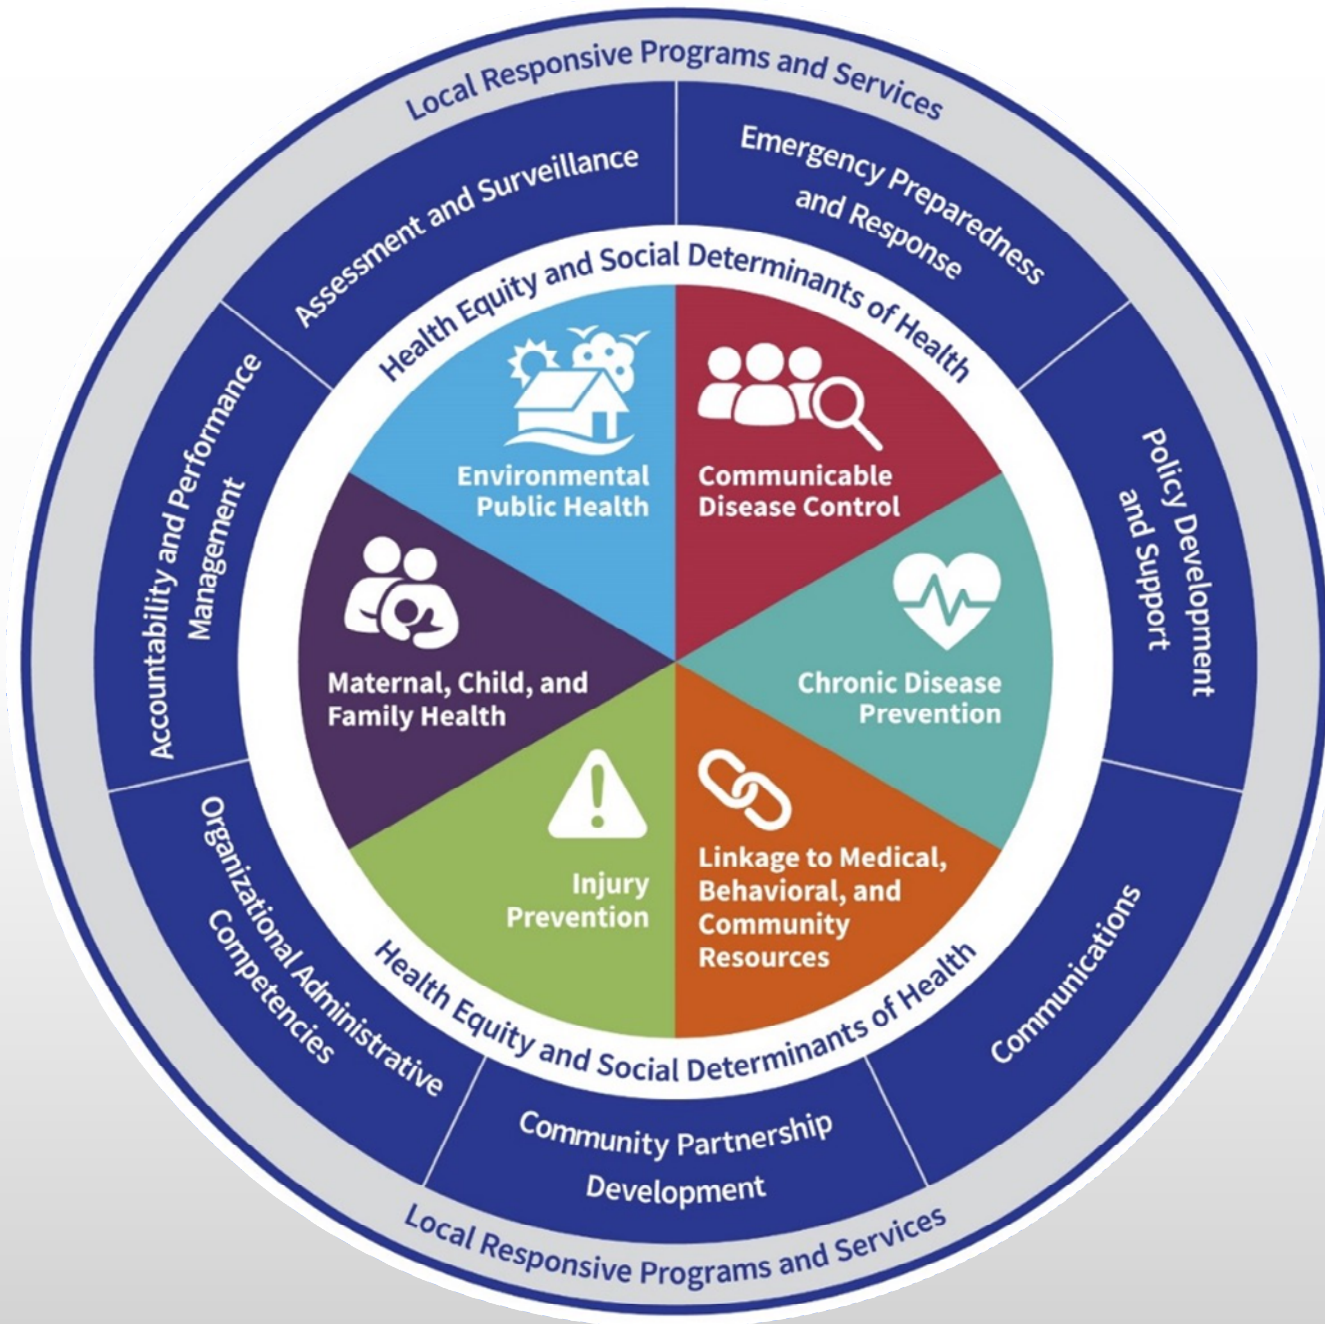 Local Responsive Programs and Services
Assessment and Surveillance
Emergency Preparedness
and Response
Policy Development
and Support
Communications
Community Partnership
Development
Organizational Administrative
Competencies
Accountability and Performance
Management
Health Equity and Social Determinants of Health
Environmental
Public Health
Communicable
Disease Control
Chronic Disease
Prevention
Linkage to Medical,
Behavioral, and
Community
Resources
Injury
Prevention
Maternal, Child, and
Family Health
Health Equity and Social Determinants of Health
Local Responsive Programs and Services